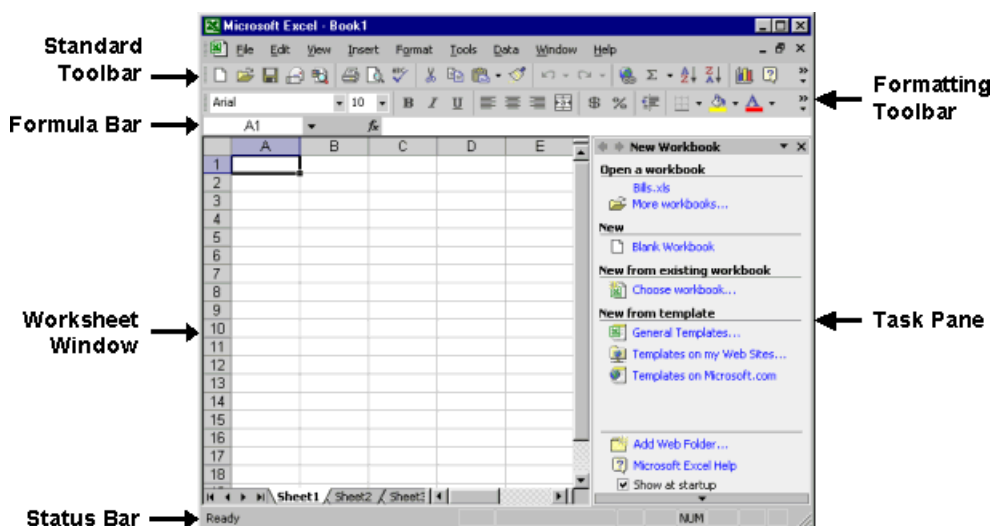 Microsoft Excel - Book1
File Edit View Insert Format Tools Data Window Help
Standard
Toolbar
Arial 10 B I U $ %
Formatting
Toolbar
Formula Bar
A1 fx
A B C D E
New Workbook
1
2
3
4
5
6
7
8
9
10
11
12
13
14
15
16
17
18
Open a workbook
Bills.xls
More workbooks...
New
Blank Workbook
New from existing workbook
Choose workbook...
New from template
General Templates...
Templates on my Web Sites...
Templates on Microsoft.com
Add Web Folder...
Microsoft Excel Help
Show at startup
Worksheet
Window
Task Pane
Sheet1 Sheet2 Sheet3
Status Bar
Ready NUM